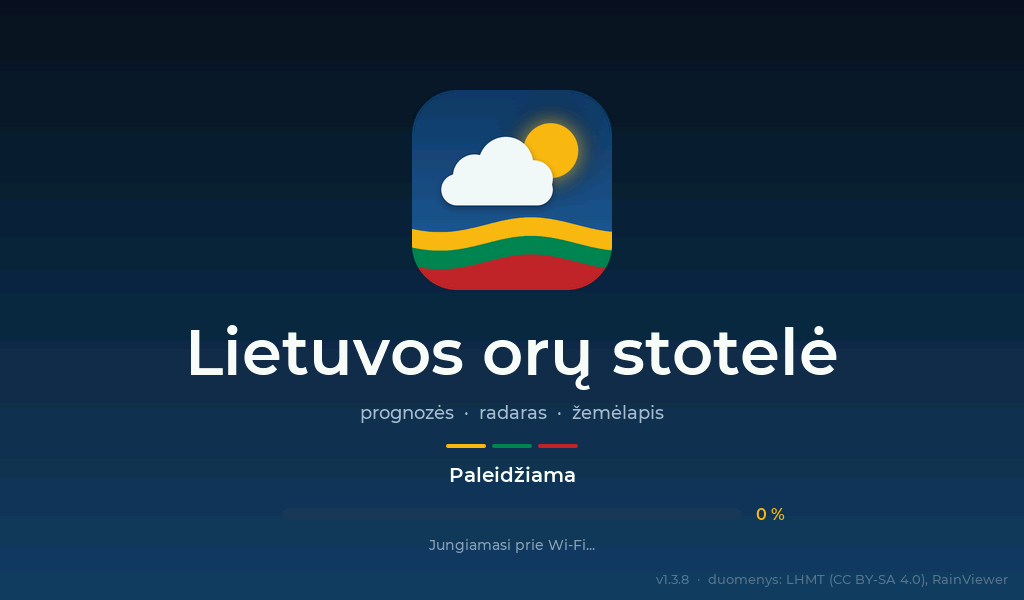 Lietuvos orų stotelė
prognozės · radaras · žemėlapis
Paleidžiama
0 %
Jungiamasi prie Wi-Fi...
v1.3.8 · duomenys: LHMT (CC BY-SA 4.0), RainViewer